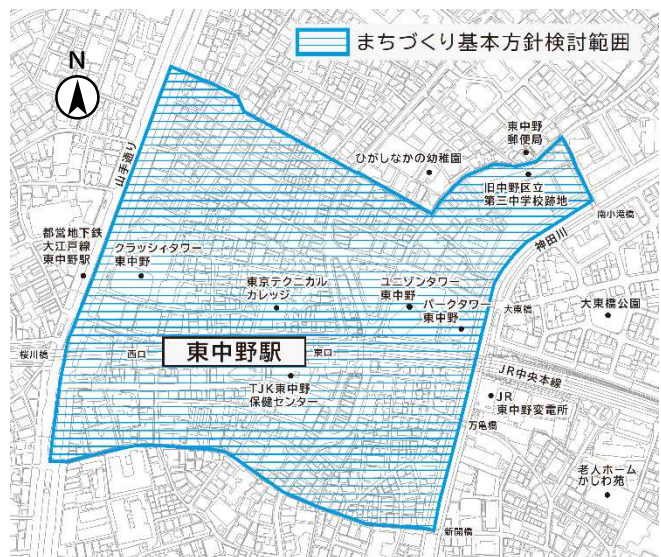 まちづくり基本方針検討範囲
N
山手通り
東中野
郵便局
ひがしなかの幼稚園
旧中野区立
第三中学校跡地
南小滝橋
神田川
都営地下鉄
大江戸線
東中野駅
クラッシィタワー
東中野
東京テクニカル
カレッジ
ユニゾンタワー
東中野
パークタワー
東中野
大東橋
大東橋公園
桜川橋
西口
東中野駅
東口
JR中央本線
TJK東中野
保健センター
JR
東中野変電所
万亀橋
老人ホーム
かしわ苑
新開橋